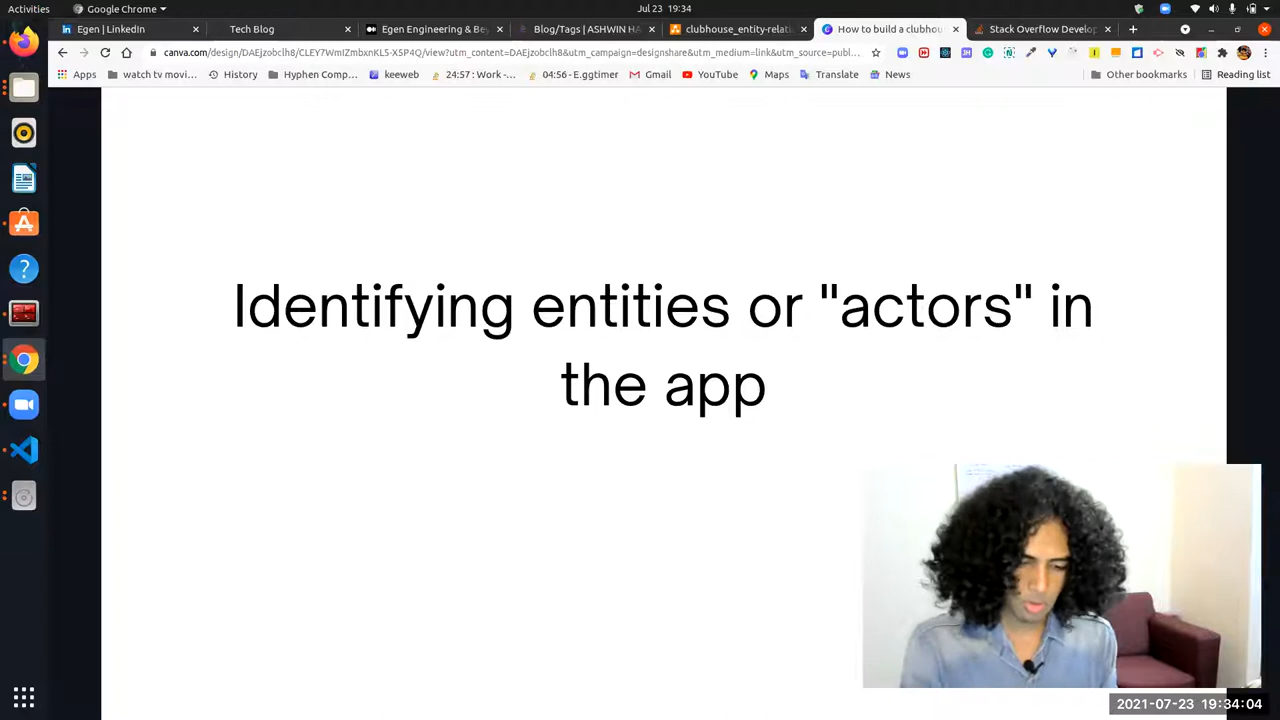 Activities
Google Chrome
Jul 23 19:34
Egen | LinkedIn
Tech Blog
Egen Engineering & Bey
Blog/Tags | ASHWIN HA
clubhouse_entity-relati
How to build a clubhou
Stack Overflow Develop
canva.com/design/DAEjzobclh8/CLEY7WmIZmbxnKL5-X5P4Q/view?utm_content=DAEjzobclh8&utm_campaign=designshare&utm_medium=link&utm_source=publ...
Apps
watch tv movi...
History
Hyphen Comp...
keeweb
24:57 : Work -...
04:56 - E.ggtimer
Gmail
YouTube
Maps
Translate
News
Other bookmarks
Reading list
Identifying entities or "actors" in
the app
2021-07-23 19:34:04